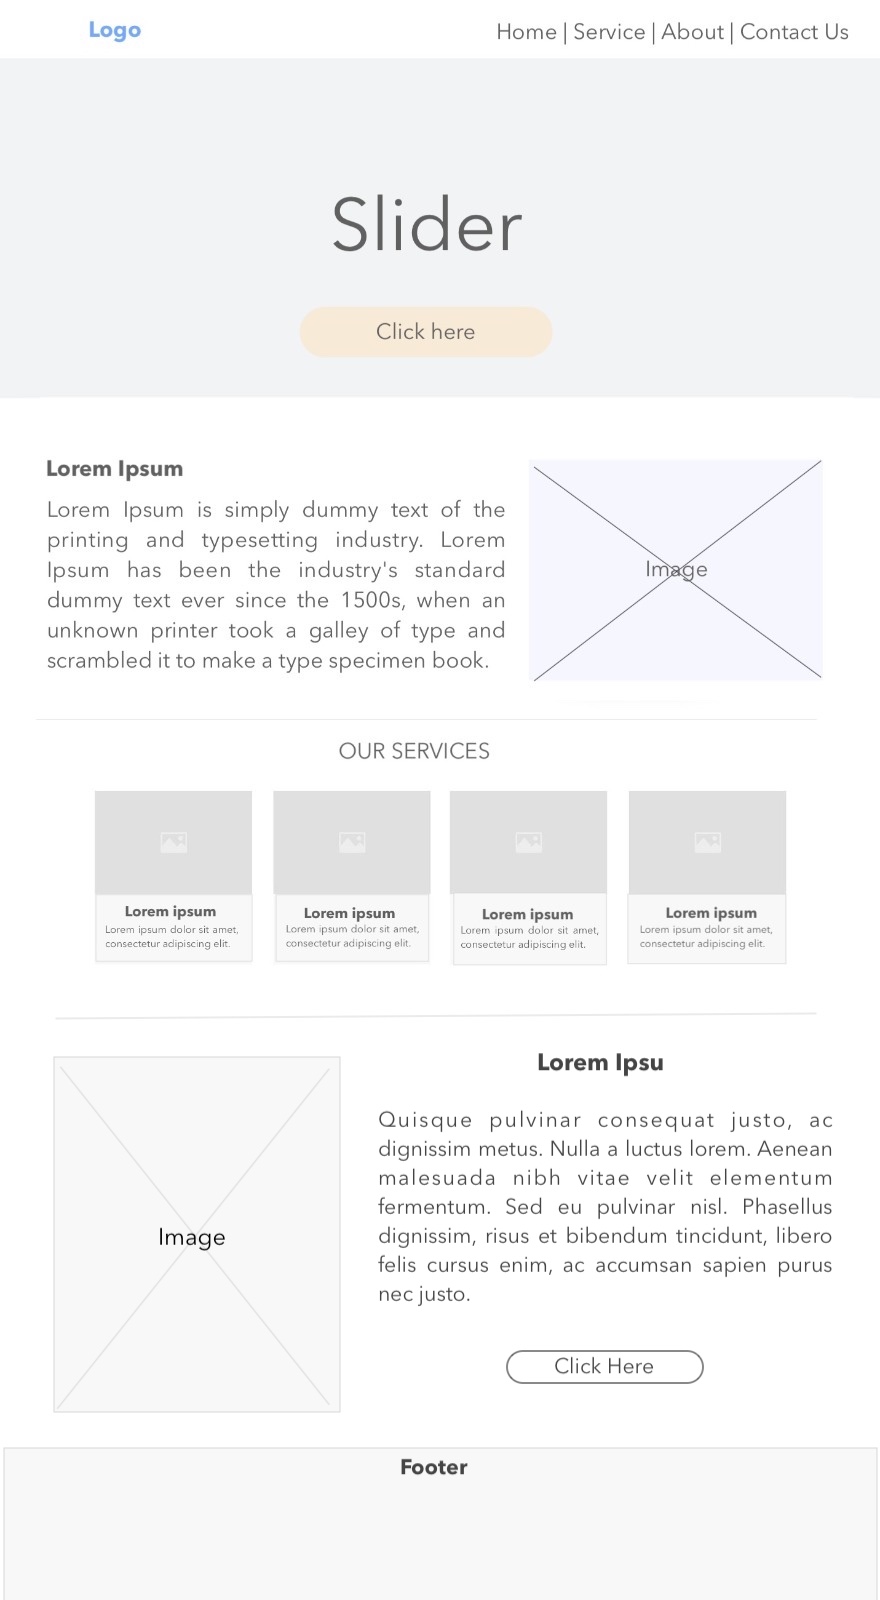 Logo
Home | Service | About | Contact Us
Slider
Click here
Lorem Ipsum
Lorem Ipsum is simply dummy text of the
printing and typesetting industry. Lorem
Ipsum has been the industry's standard
dummy text ever since the 1500s, when an
unknown printer took a galley of type and
scrambled it to make a type specimen book.
Image
OUR SERVICES
Lorem ipsum
Lorem ipsum dolor sit amet,
consectetur adipiscing elit.
Lorem ipsum
Lorem ipsum dolor sit amet,
consectetur adipiscing elit.
Lorem ipsum
Lorem ipsum dolor sit amet,
consectetur adipiscing elit.
Lorem ipsum
Lorem ipsum dolor sit amet,
consectetur adipiscing elit.
Image
Lorem Ipsu
Quisque pulvinar consequat justo, ac
dignissim metus. Nulla a luctus lorem. Aenean
malesuada nibh vitae velit elementum
fermentum. Sed eu pulvinar nisl. Phasellus
dignissim, risus et bibendum tincidunt, libero
felis cursus enim, ac accumsan sapien purus
nec justo.
Click Here
Footer